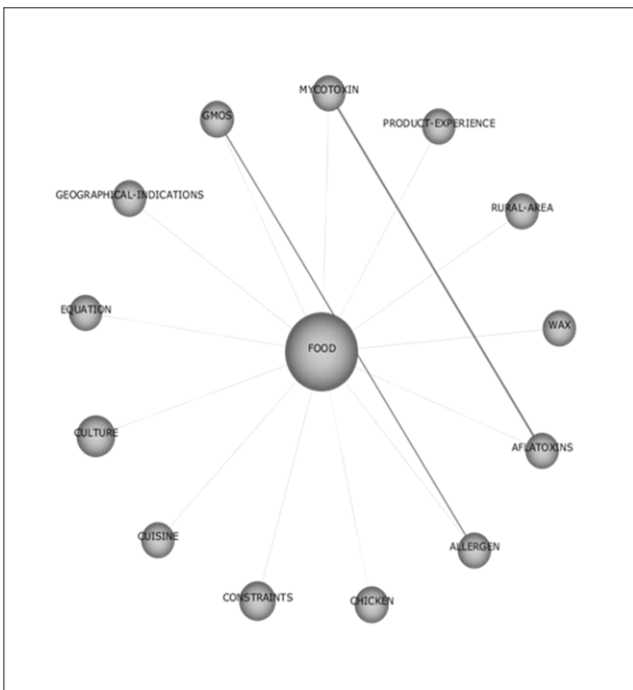 MYCOTOXIN
GMOS
PRODUCT-EXPERIENCE
GEOGRAPHICAL-INDICATIONS
RURAL-AREA
EQUATION
WAX
FOOD
CULTURE
AFLATOXINS
CUISINE
ALLERGEN
CONSTRAINTS
CHICKEN